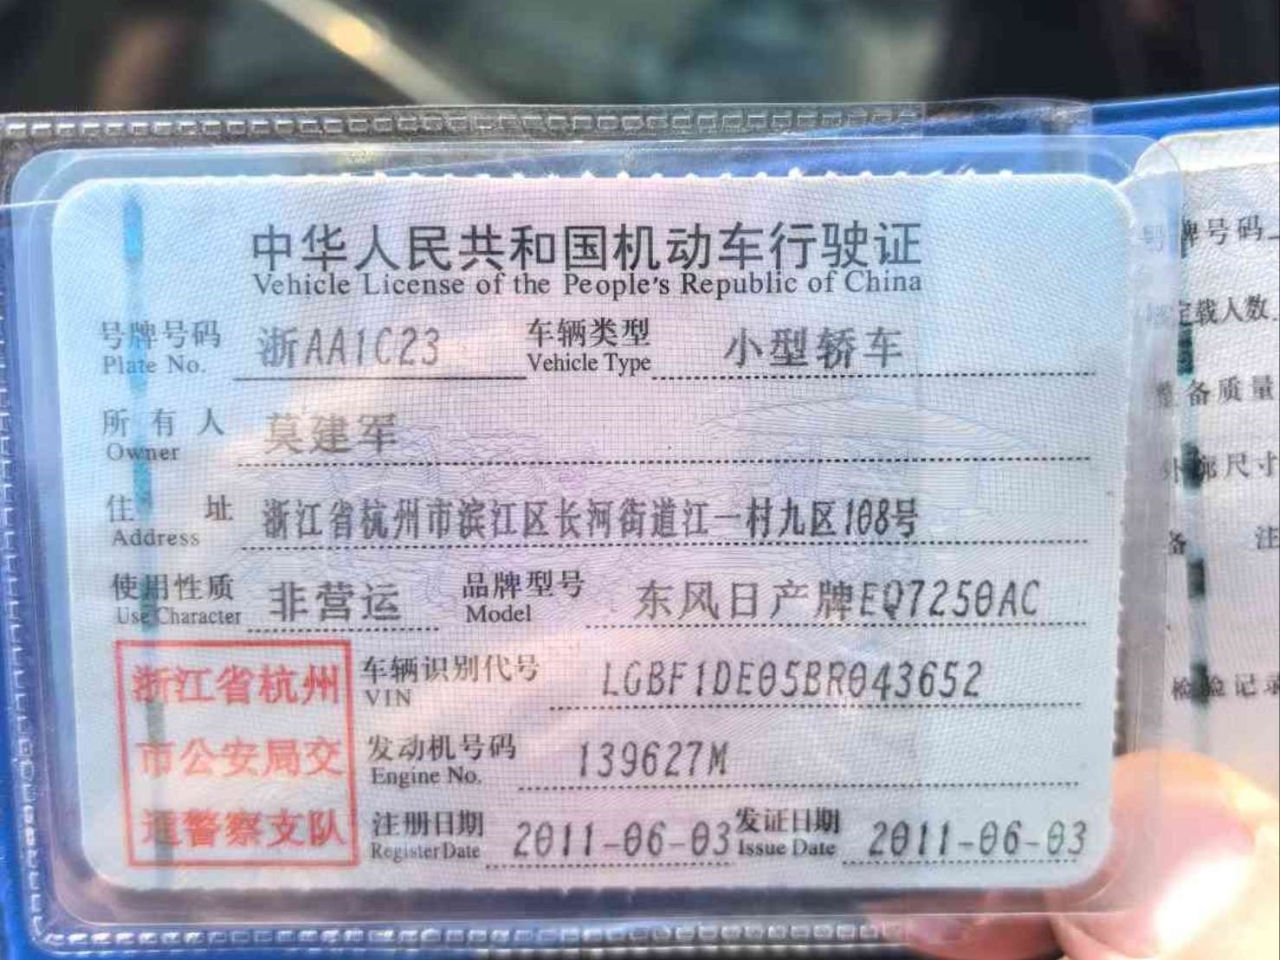 中华人民共和国机动车行驶证
Vehicle License of the People's Republic of China
号牌号码 浙AA1C23 车辆类型 小型轿车
Plate No. Vehicle Type
所有人 莫建军
Owner
住址 浙江省杭州市滨江区长河街道江一村九区108号
Address
使用性质 非营运 品牌型号 东风日产牌EQ7250AC
Use Character Model
浙江省杭州
市公安局交
通警察支队
车辆识别代号 LGBF1DE05BR043652
VIN
发动机号码 139627M
Engine No.
注册日期 2011-06-03 发证日期 2011-06-03
Register Date Issue Date
号牌号码
定载人数
备质量
廓尺寸
备 注
检验记录